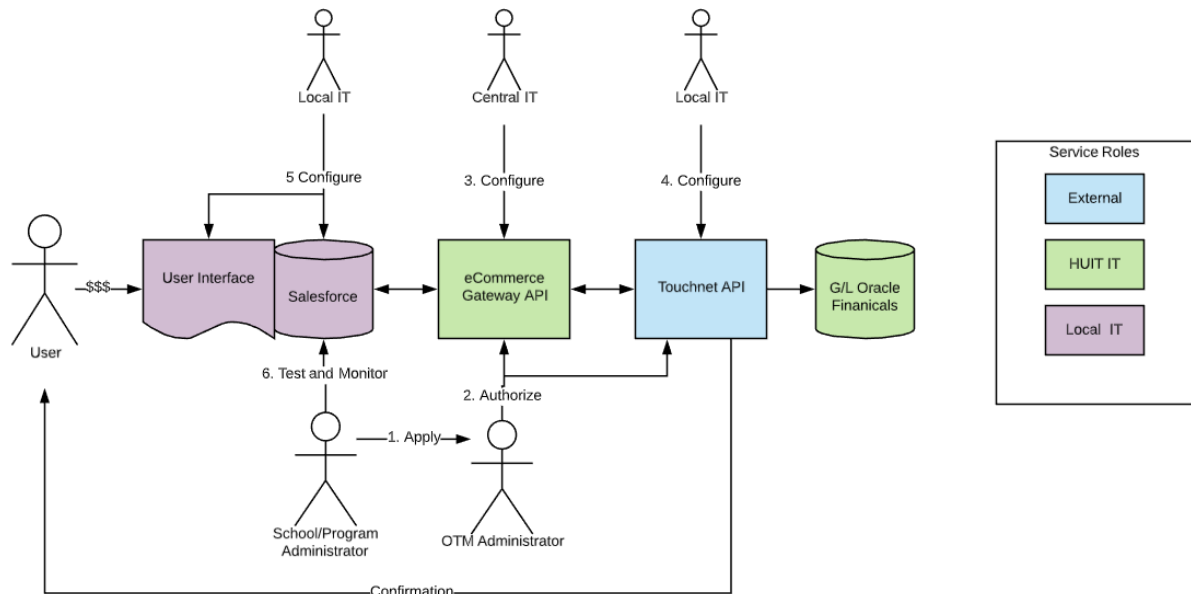 Local IT
Central IT
Local IT
5 Configure
3. Configure
4. Configure
Service Roles
External
HUIT IT
Local IT
User Interface
Salesforce
eCommerce
Gateway API
Touchnet API
G/L Oracle
Finanicals
$$$
User
6. Test and Monitor
2. Authorize
1. Apply
School/Program
Administrator
OTM Administrator
Confirmation